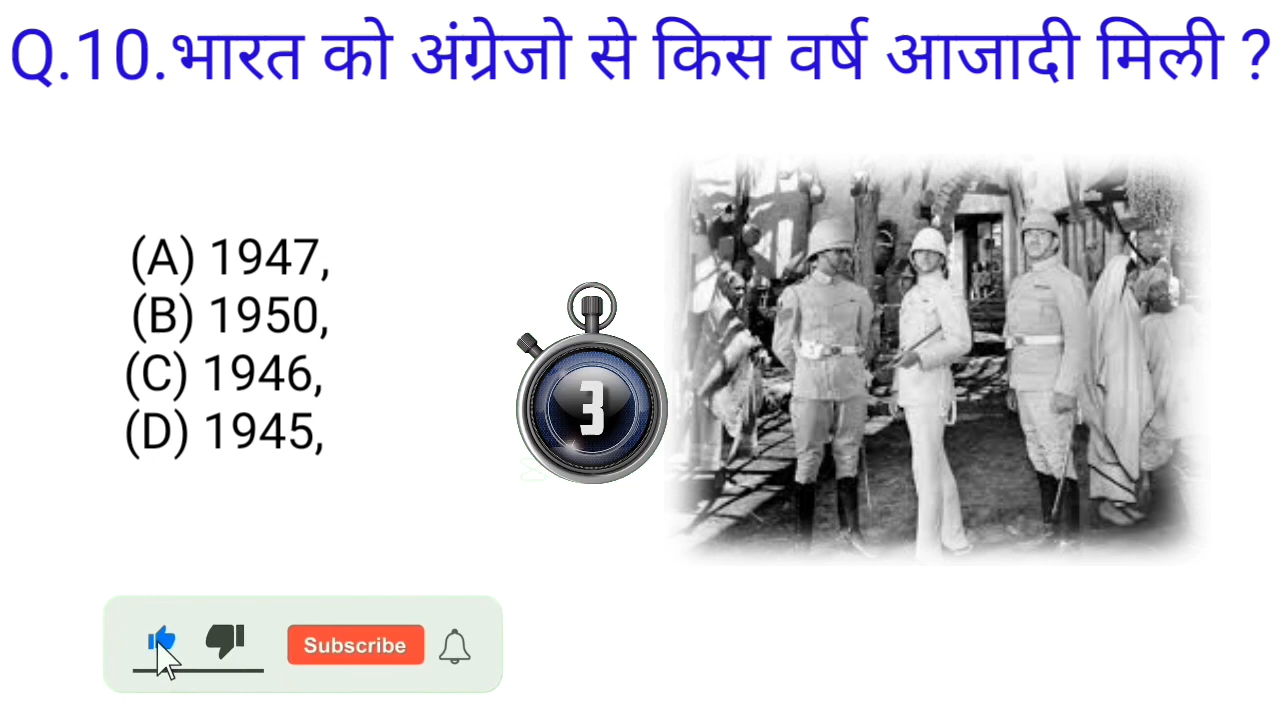 Q.10.भारत को अंग्रेजो से किस वर्ष आजादी मिली ?
(A) 1947,
(B) 1950,
(C) 1946,
(D) 1945,
3
Subscribe